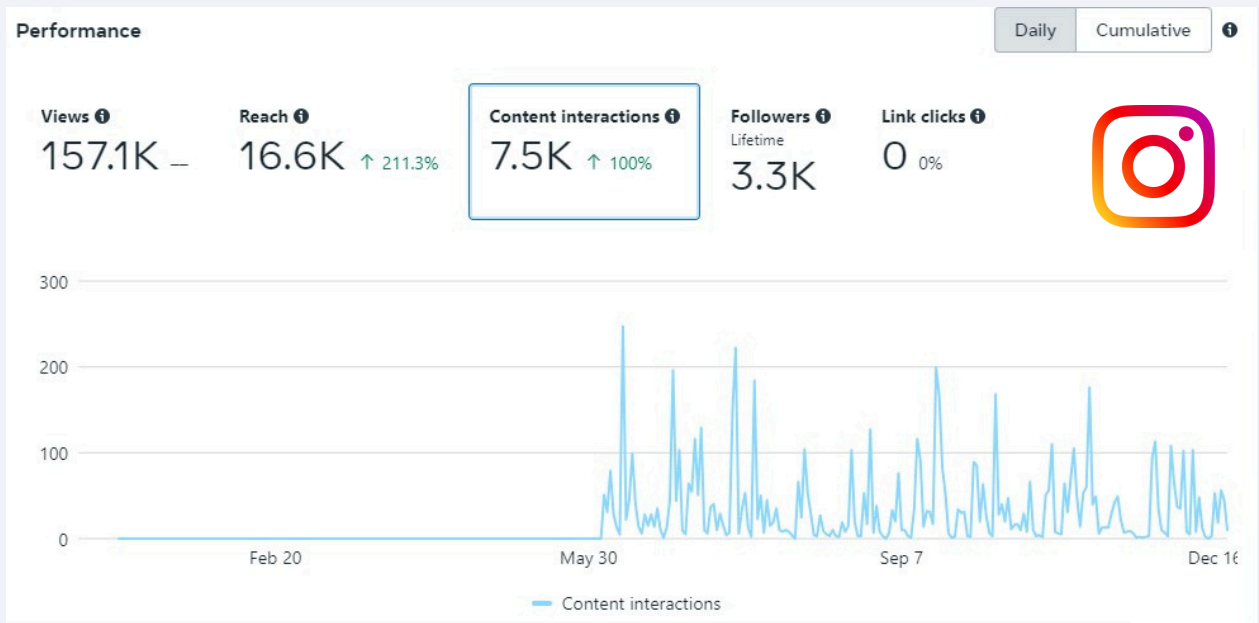 Performance
Daily
Cumulative
Views
Reach
Content interactions
Followers
Link clicks
Lifetime
157.1K --
16.6K ↑ 211.3%
7.5K ↑ 100%
3.3K
0 0%
300
200
100
0
Feb 20
May 30
Sep 7
Dec 16
Content interactions